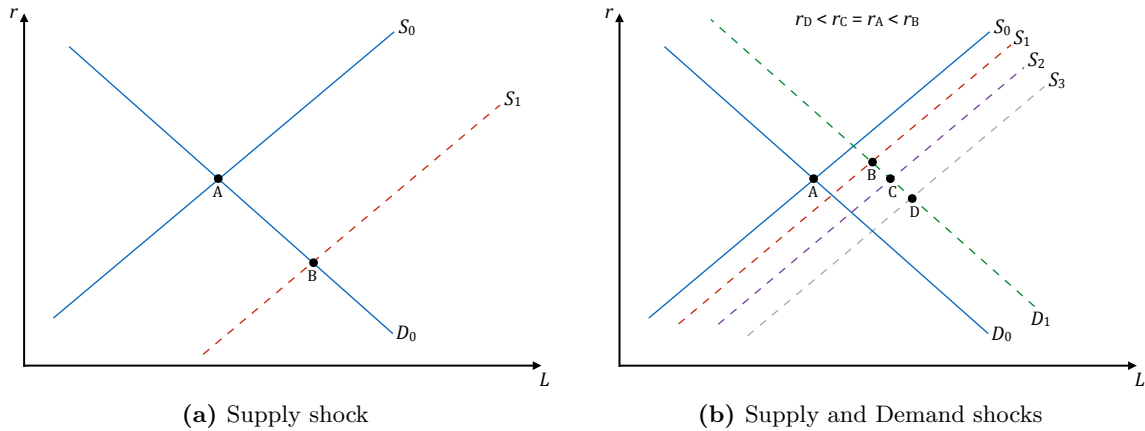 r
S0
S1
A
B
D0
L
(a) Supply shock
r
rD < rC = rA < rB
S0
S1
S2
S3
B
A
C
D
D1
D0
L
(b) Supply and Demand shocks